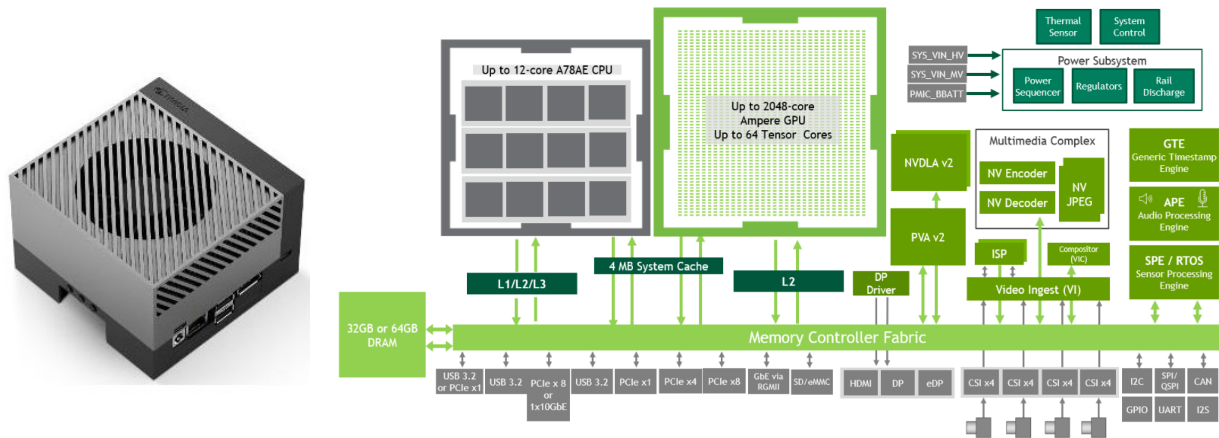 Up to 12-core A78AE CPU
Up to 2048-core
Ampere GPU
Up to 64 Tensor Cores
Thermal
Sensor
System
Control
SYS_VIN_HV
SYS_VIN_MV
PMIC_BBATT
Power Subsystem
Power
Sequencer
Regulators
Rail
Discharge
NVDLA v2
PVA v2
Multimedia Complex
NV Encoder
NV Decoder
NV
JPEG
GTE
Generic Timestamp
Engine
APE
Audio Processing
Engine
SPE / RTOS
Sensor Processing
Engine
ISP
Compositor
(VIC)
Video Ingest (VI)
L1/L2/L3
4 MB System Cache
L2
DP
Driver
32GB or 64GB
DRAM
Memory Controller Fabric
USB 3.2
or PCIe x1
USB 3.2
PCIe x 8
or
1x10GbE
USB 3.2
PCIe x1
PCIe x4
PCIe x8
GbE via
RGMII
SD/eMMC
HDMI
DP
eDP
CSI x4
CSI x4
CSI x4
CSI x4
I2C
SPI/
QSPI
CAN
GPIO
UART
I2S